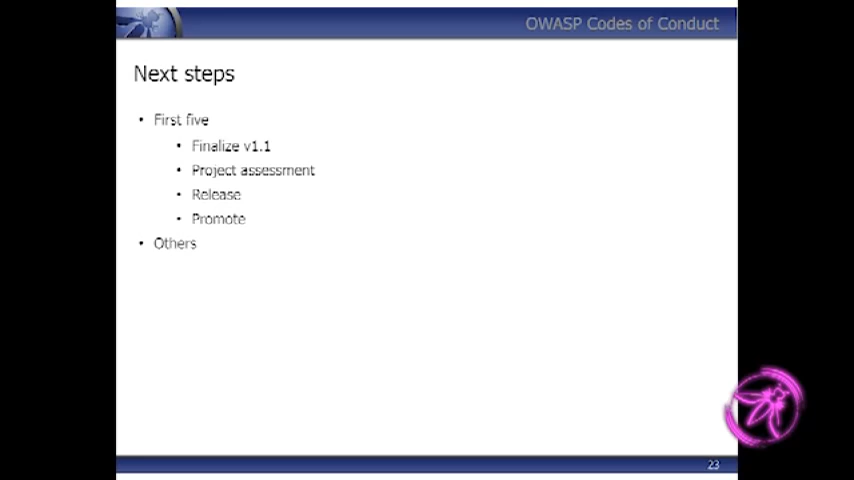 OWASP Codes of Conduct
Next steps
• First five
• Finalize v1.1
• Project assessment
• Release
• Promote
• Others
23